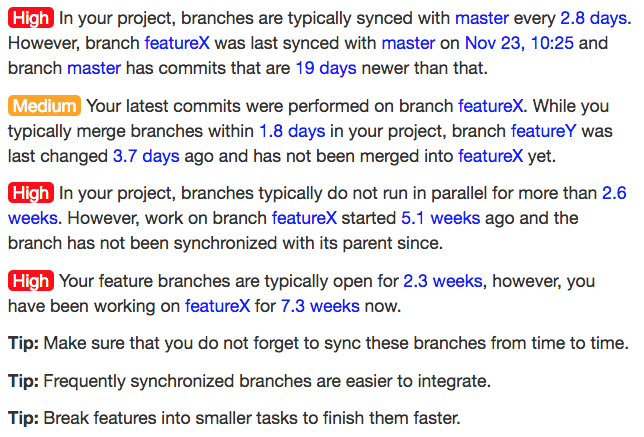 High In your project, branches are typically synced with master every 2.8 days.
However, branch featureX was last synced with master on Nov 23, 10:25 and
branch master has commits that are 19 days newer than that.
Medium Your latest commits were performed on branch featureX. While you
typically merge branches within 1.8 days in your project, branch featureY was
last changed 3.7 days ago and has not been merged into featureX yet.
High In your project, branches typically do not run in parallel for more than 2.6
weeks. However, work on branch featureX started 5.1 weeks ago and the
branch has not been synchronized with its parent since.
High Your feature branches are typically open for 2.3 weeks, however, you
have been working on featureX for 7.3 weeks now.
Tip: Make sure that you do not forget to sync these branches from time to time.
Tip: Frequently synchronized branches are easier to integrate.
Tip: Break features into smaller tasks to finish them faster.